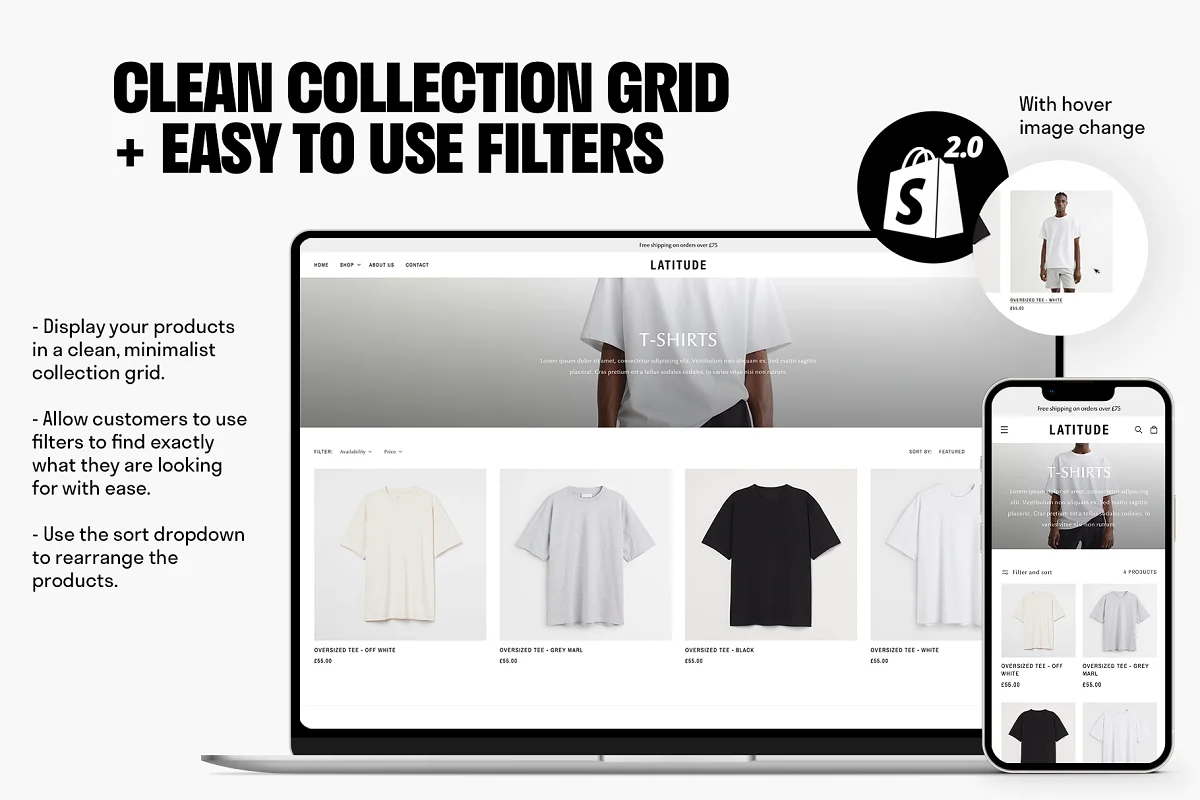 CLEAN COLLECTION GRID
+ EASY TO USE FILTERS
With hover
image change
2.0
S
OVERSIZED TEE - WHITE
£55.00
- Display your products
in a clean, minimalist
collection grid.
- Allow customers to use
filters to find exactly
what they are looking
for with ease.
- Use the sort dropdown
to rearrange the
products.
Free shipping on orders over £75
HOME SHOP ABOUT US CONTACT
LATITUDE
T-SHIRTS
Lorem ipsum dolor sit amet, consectetur adipiscing elit. Vestibulum non aliquam ex. Sed mattis sagittis
placerat. Cras pretium est a tellus sodales sodales. In varius vitae nisi non rutrum.
FILTER: Availability Price
SORT BY: FEATURED
OVERSIZED TEE - OFF WHITE
£55.00
OVERSIZED TEE - GREY MARL
£55.00
OVERSIZED TEE - BLACK
£55.00
OVERSIZED TEE - WHITE
£55.00
Free shipping on orders over £75
LATITUDE
T-SHIRTS
Lorem ipsum dolor sit amet, consectetur adipiscing
elit. Vestibulum non aliquam ex. Sed mattis sagittis
placerat. Cras pretium est a tellus sodales sodales. In
varius vitae nisi non rutrum.
Filter and sort
4 PRODUCTS
OVERSIZED TEE - OFF
WHITE
£55.00
OVERSIZED TEE - GREY
MARL
£55.00